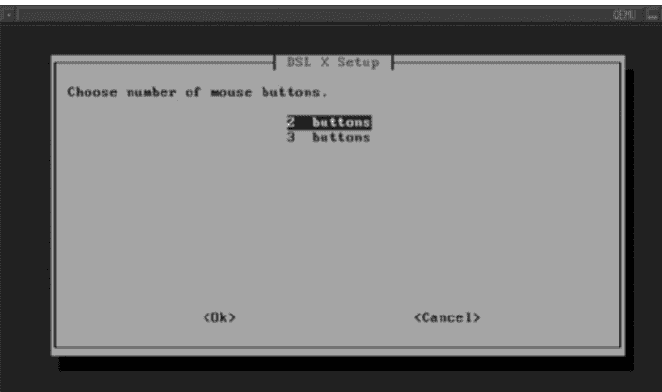 QEMU
DSL X Setup
Choose number of mouse buttons.
2 buttons
3 buttons
<Ok> <Cancel>